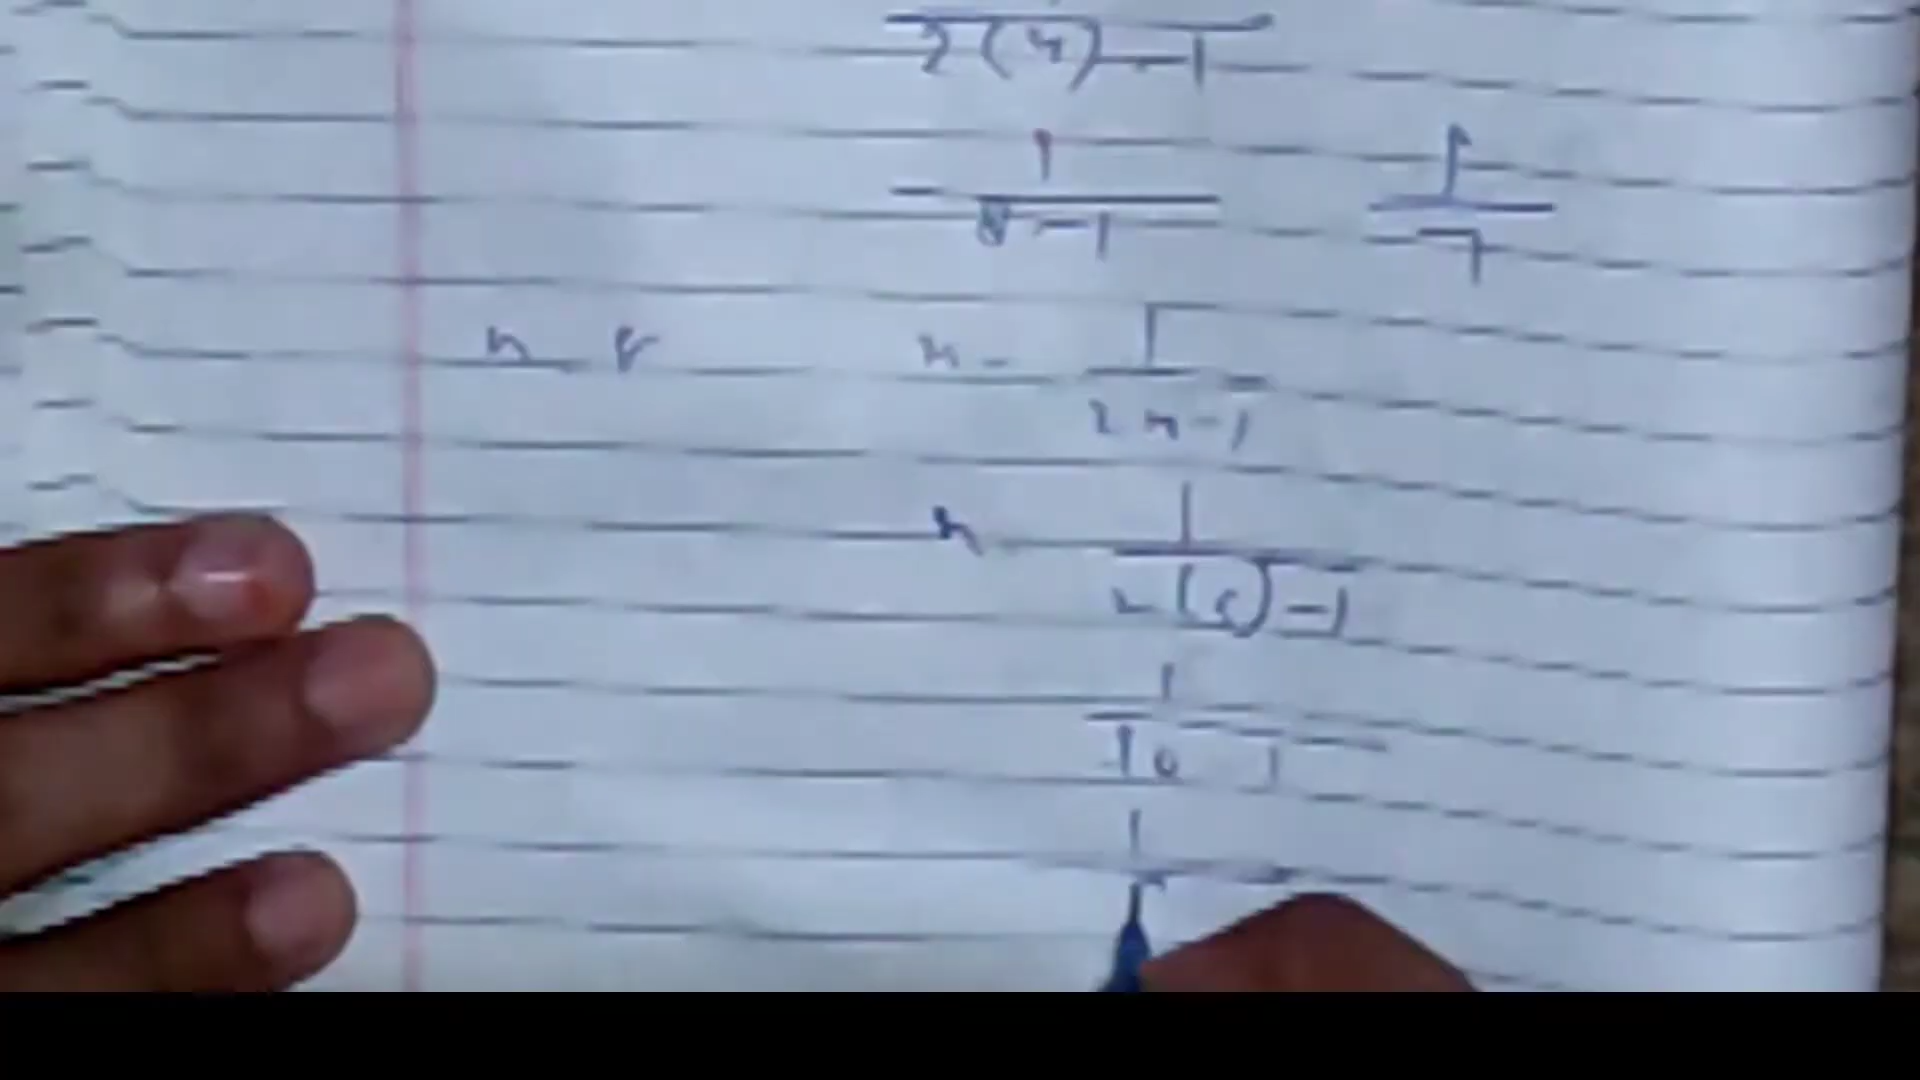 2(4)-1
1/8-1 1/7
n = 5 n = 1/2n-1
n = 1/2(5)-1
1/10-1
1/